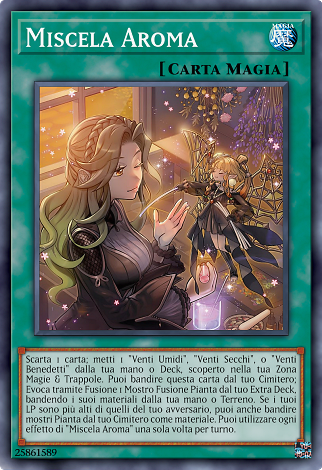 Miscela Aroma
MAGIA
[Carta Magia]
Scarta 1 carta; metti 1 "Venti Umidi", "Venti Secchi", o "Venti
Benedetti" dalla tua mano o Deck, scoperto nella tua Zona
Magie & Trappole. Puoi bandire questa carta dal tuo Cimitero;
Evoca tramite Fusione 1 Mostro Fusione Pianta dal tuo Extra Deck,
bandendo i suoi materiali dalla tua mano o Terreno. Se i tuoi
LP sono più alti di quelli del tuo avversario, puoi anche bandire
mostri Pianta dal tuo Cimitero come materiale. Puoi utilizzare ogni
effetto di "Miscela Aroma" una sola volta per turno.
25861589